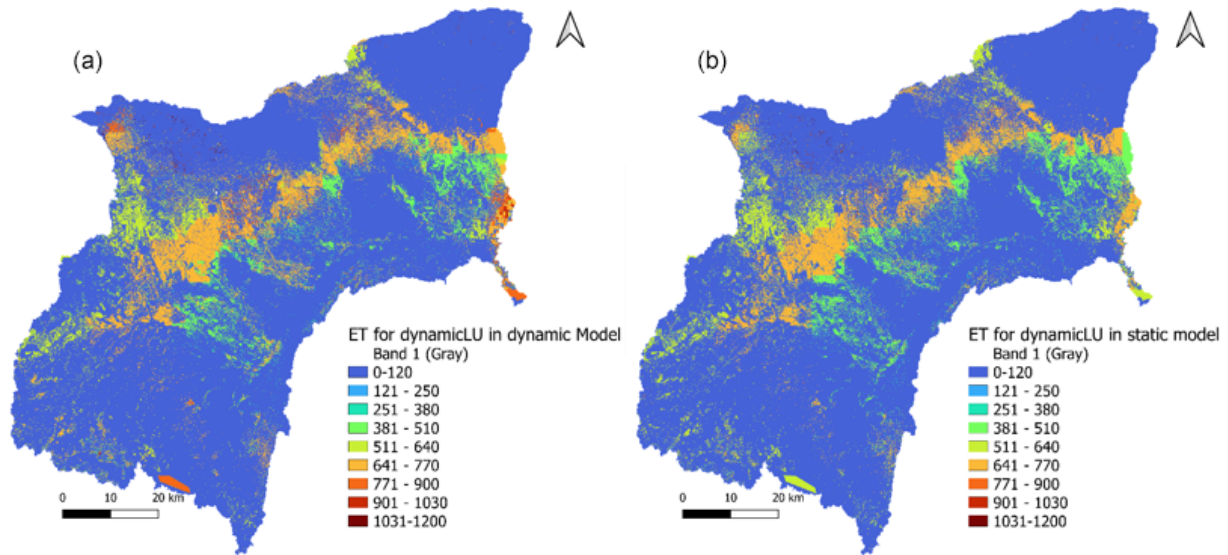 (a)
ET for dynamicLU in dynamic Model
Band 1 (Gray)
0-120
121 - 250
251 - 380
381 - 510
511 - 640
641 - 770
771 - 900
901 - 1030
1031-1200
0 10 20 km
(b)
ET for dynamicLU in static model
Band 1 (Gray)
0-120
121 - 250
251 - 380
381 - 510
511 - 640
641 - 770
771 - 900
901 - 1030
1031-1200
0 10 20 km